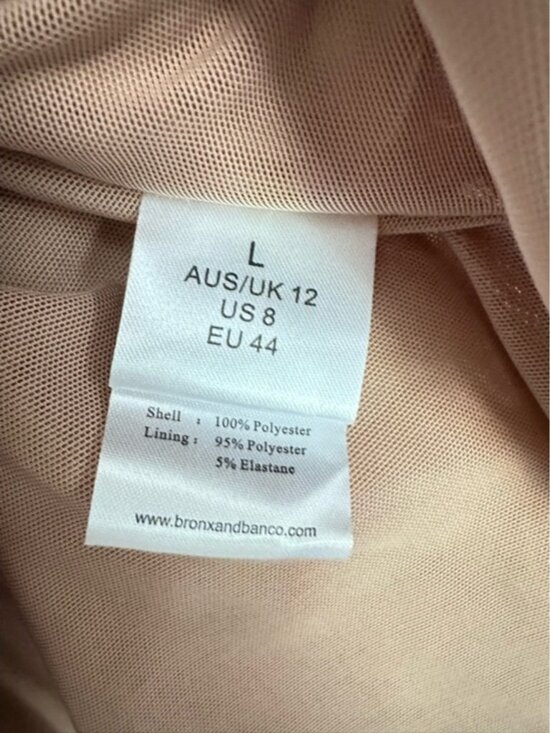 L
AUS/UK 12
US 8
EU 44
Shell : 100% Polyester
Lining : 95% Polyester
5% Elastane
www.bronxandbanco.com